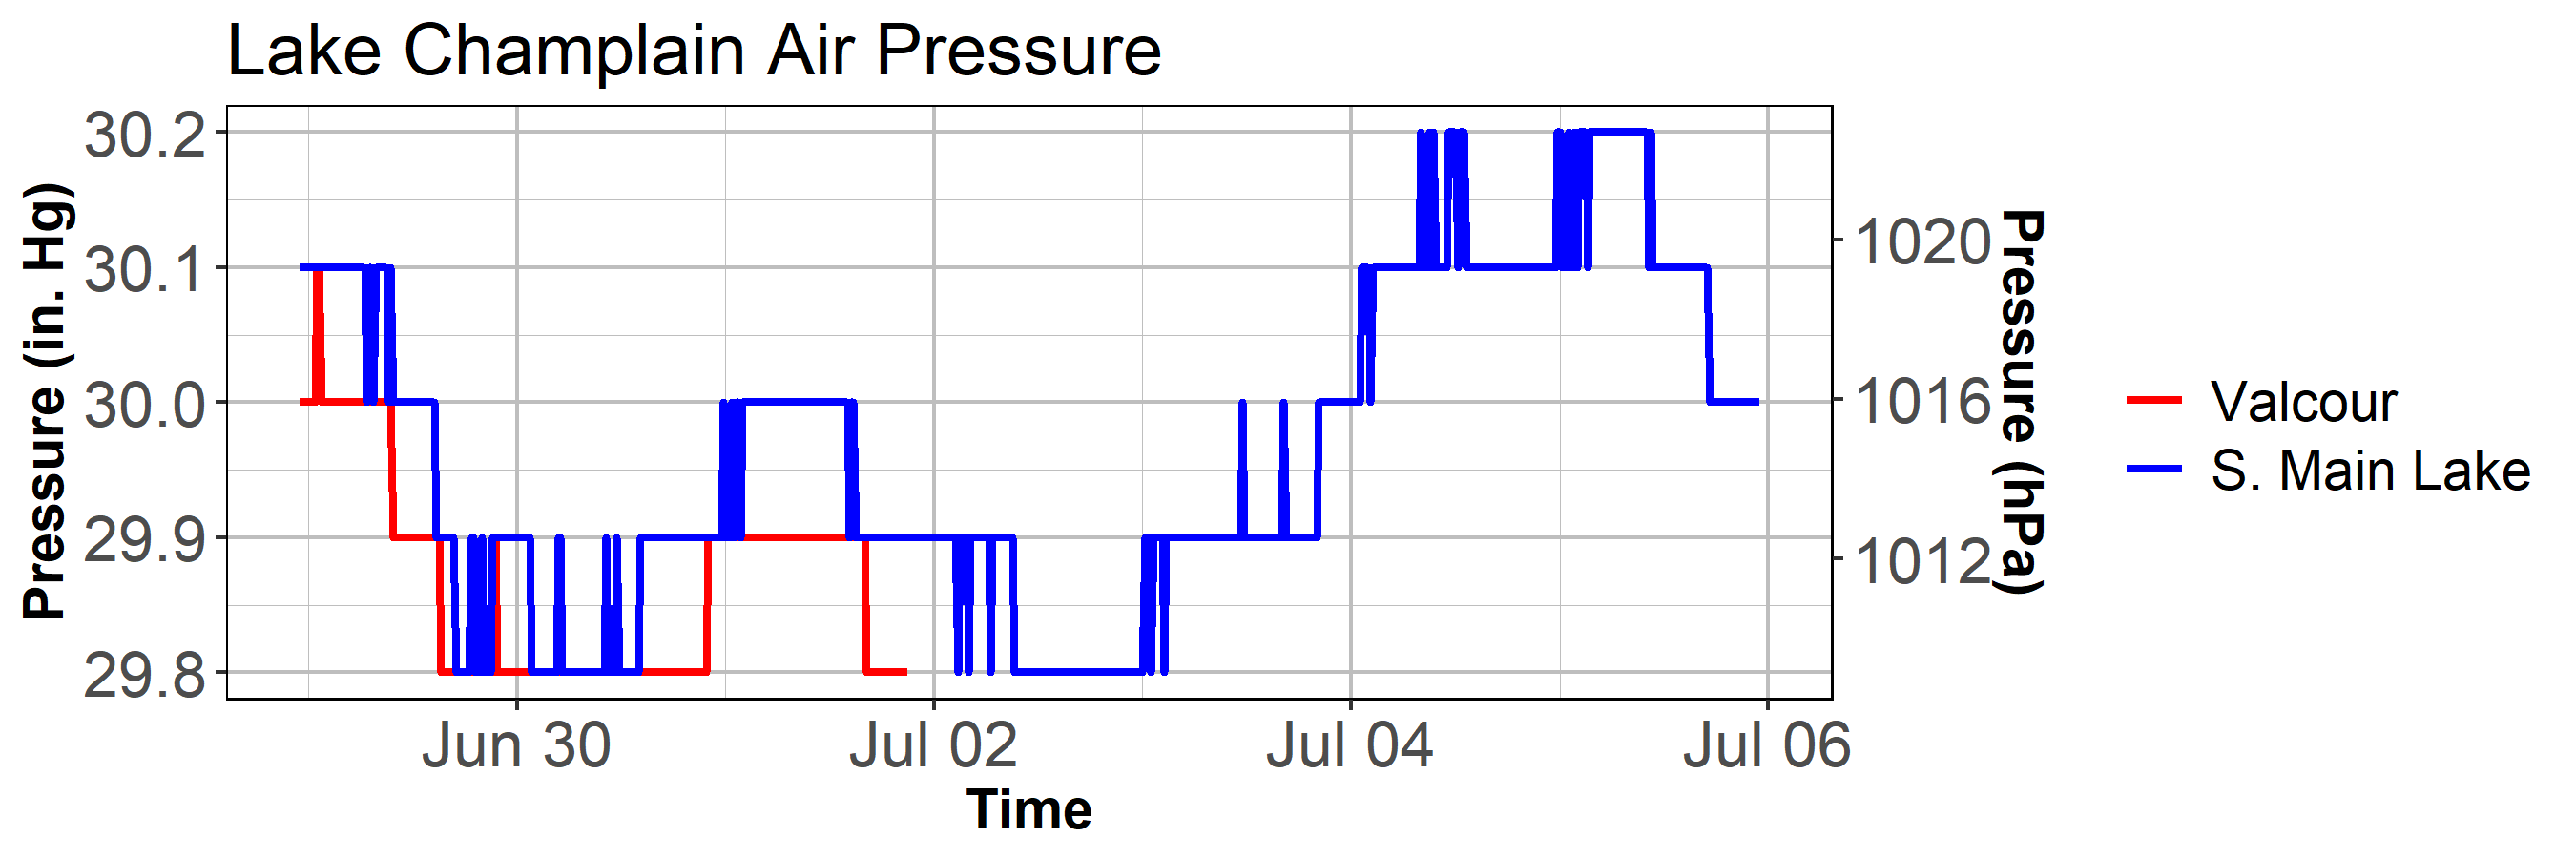 Lake Champlain Air Pressure
Pressure (in. Hg)
30.2
30.1
30.0
29.9
29.8
1020
1016
1012
Pressure (hPa)
Jun 30
Jul 02
Jul 04
Jul 06
Time
Valcour
S. Main Lake